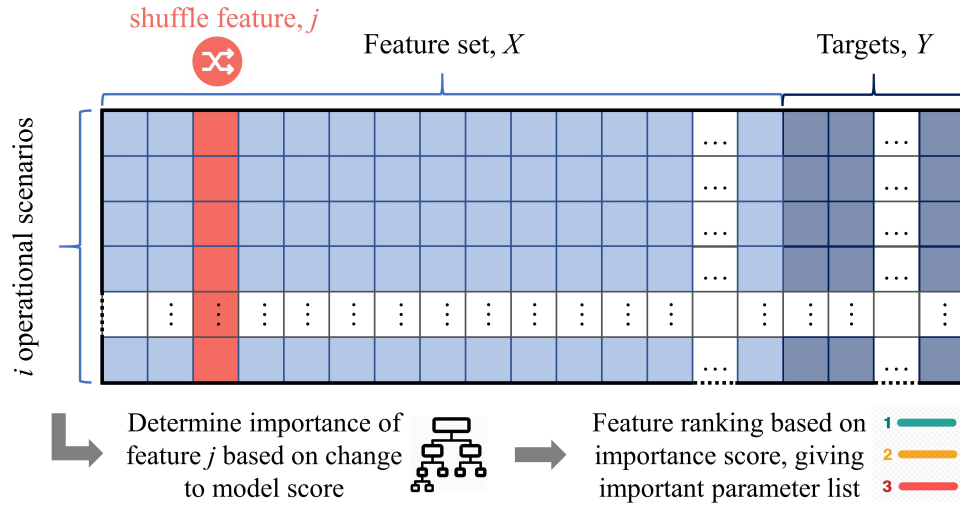 shuffle feature, j
Feature set, X
Targets, Y
i operational scenarios
... ...
... ...
... ...
... ...
⋮ ⋮ ⋮ ⋮ ⋮ ⋮ ⋮ ⋮ ⋮ ⋮ ⋮ ⋮ ⋮ ⋮ ⋮ ⋮
... ...
Determine importance of
feature j based on change
to model score
Feature ranking based on
importance score, giving
important parameter list
1
2
3